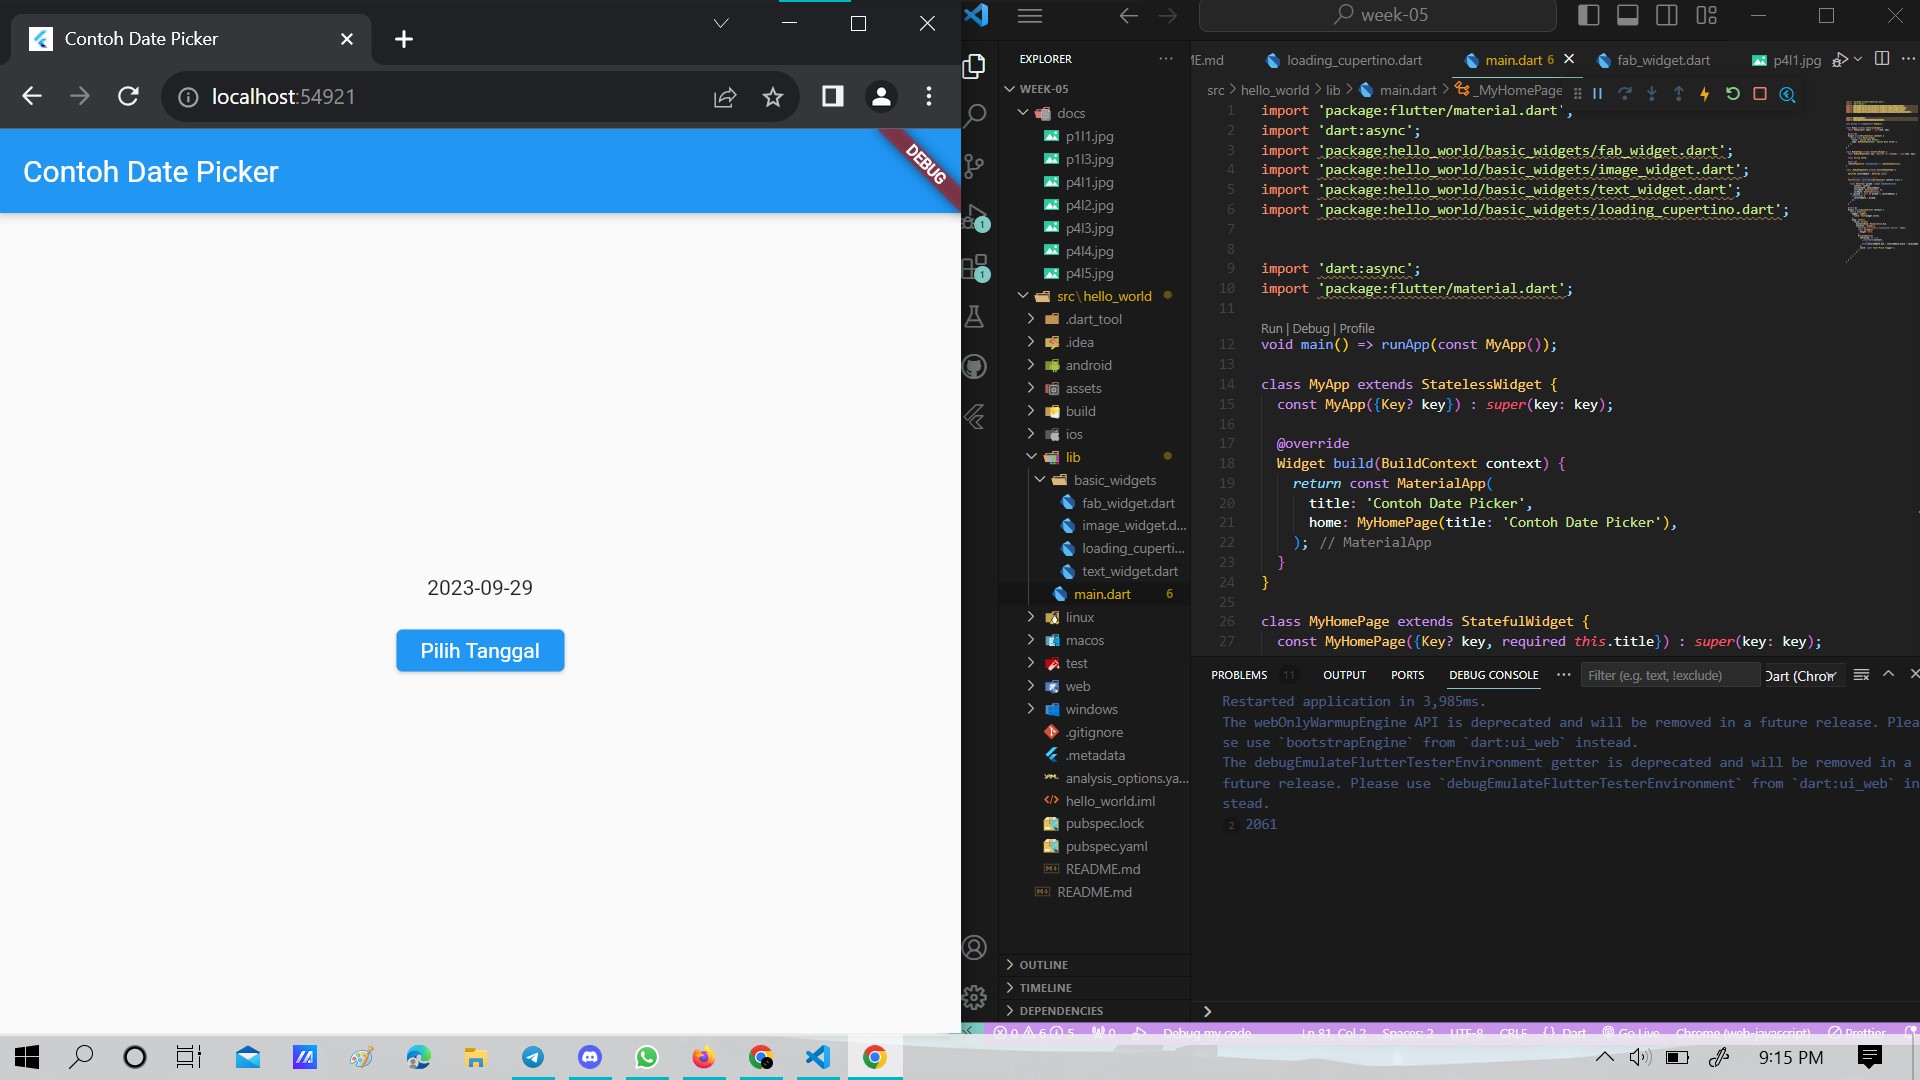 Contoh Date Picker
localhost:54921
Contoh Date Picker
DEBUG
2023-09-29
Pilih Tanggal
week-05
EXPLORER
WEEK-05
docs
p1l1.jpg
p1l3.jpg
p4l1.jpg
p4l2.jpg
p4l3.jpg
p4l4.jpg
p4l5.jpg
src\hello_world
.dart_tool
.idea
android
assets
build
ios
lib
basic_widgets
fab_widget.dart
image_widget.d...
loading_cuperti...
text_widget.dart
main.dart 6
linux
macos
test
web
windows
.gitignore
.metadata
analysis_options.ya...
hello_world.iml
pubspec.lock
pubspec.yaml
README.md
README.md
OUTLINE
TIMELINE
DEPENDENCIES
1
1
ME.md loading_cupertino.dart main.dart 6 fab_widget.dart p4l1.jpg
src > hello_world > lib > main.dart > _MyHomePage
1 import 'package:flutter/material.dart';
2 import 'dart:async';
3 import 'package:hello_world/basic_widgets/fab_widget.dart';
4 import 'package:hello_world/basic_widgets/image_widget.dart';
5 import 'package:hello_world/basic_widgets/text_widget.dart';
6 import 'package:hello_world/basic_widgets/loading_cupertino.dart';
7
8
9 import 'dart:async';
10 import 'package:flutter/material.dart';
11
Run | Debug | Profile
12 void main() => runApp(const MyApp());
13
14 class MyApp extends StatelessWidget {
15 const MyApp({Key? key}) : super(key: key);
16
17 @override
18 Widget build(BuildContext context) {
19 return const MaterialApp(
20 title: 'Contoh Date Picker',
21 home: MyHomePage(title: 'Contoh Date Picker'),
22 ); // MaterialApp
23 }
24 }
25
26 class MyHomePage extends StatefulWidget {
27 const MyHomePage({Key? key, required this.title}) : super(key: key);
PROBLEMS 11 OUTPUT PORTS DEBUG CONSOLE Filter (e.g. text, !exclude) Dart (Chrom
Restarted application in 3,985ms.
The webOnlyWarmupEngine API is deprecated and will be removed in a future release. Plea
se use `bootstrapEngine` from `dart:ui_web` instead.
The debugEmulateFlutterTesterEnvironment getter is deprecated and will be removed in a
future release. Please use `debugEmulateFlutterTesterEnvironment` from `dart:ui_web` in
stead.
2 2061
0 6 5 0 Debug my code Ln 81, Col 2 Spaces: 2 UTF-8 CRLF {} Dart Go Live Chrome (web-javascript) Prettier
9:15 PM